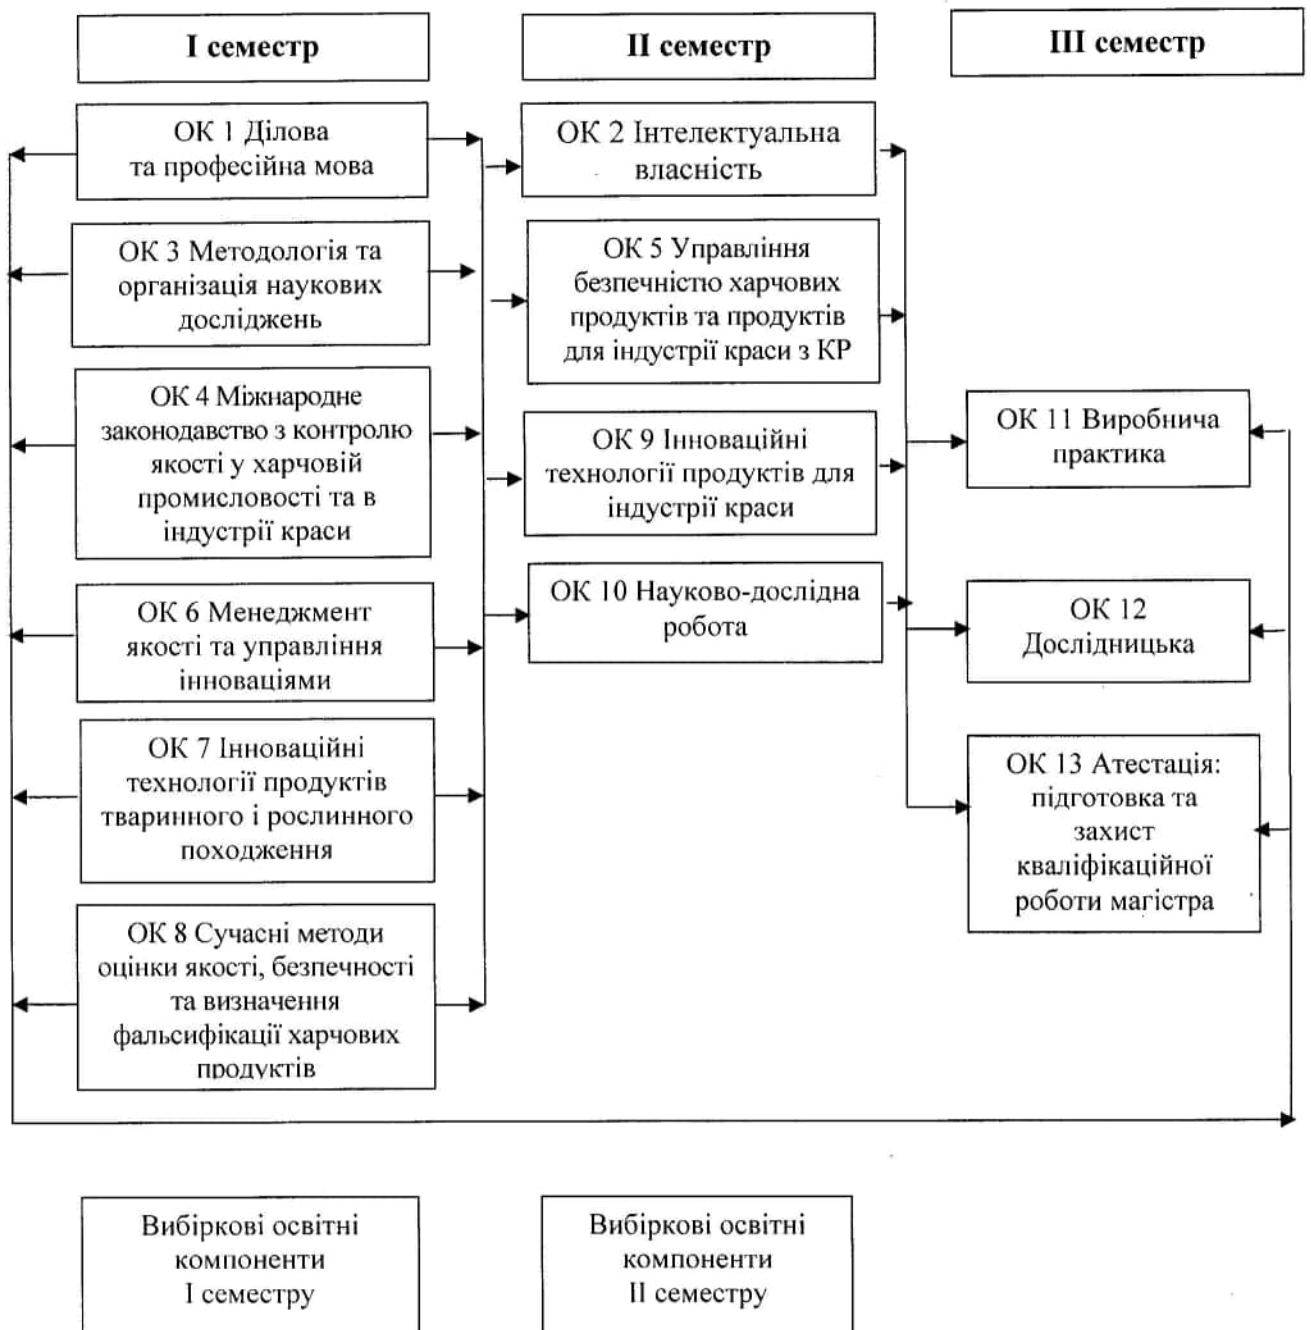 I семестр
II семестр
III семестр
ОК 1 Ділова
та професійна мова
ОК 3 Методологія та
організація наукових
досліджень
ОК 4 Міжнародне
законодавство з контролю
якості у харчовій
промисловості та в
індустрії краси
ОК 6 Менеджмент
якості та управління
інноваціями
ОК 7 Інноваційні
технології продуктів
тваринного і рослинного
походження
ОК 8 Сучасні методи
оцінки якості, безпечності
та визначення
фальсифікації харчових
продуктів
ОК 2 Інтелектуальна
власність
ОК 5 Управління
безпечністю харчових
продуктів та продуктів
для індустрії краси з КР
ОК 9 Інноваційні
технології продуктів для
індустрії краси
ОК 10 Науково-дослідна
робота
ОК 11 Виробнича
практика
ОК 12
Дослідницька
ОК 13 Атестація:
підготовка та
захист
кваліфікаційної
роботи магістра
Вибіркові освітні
компоненти
I семестру
Вибіркові освітні
компоненти
II семестру